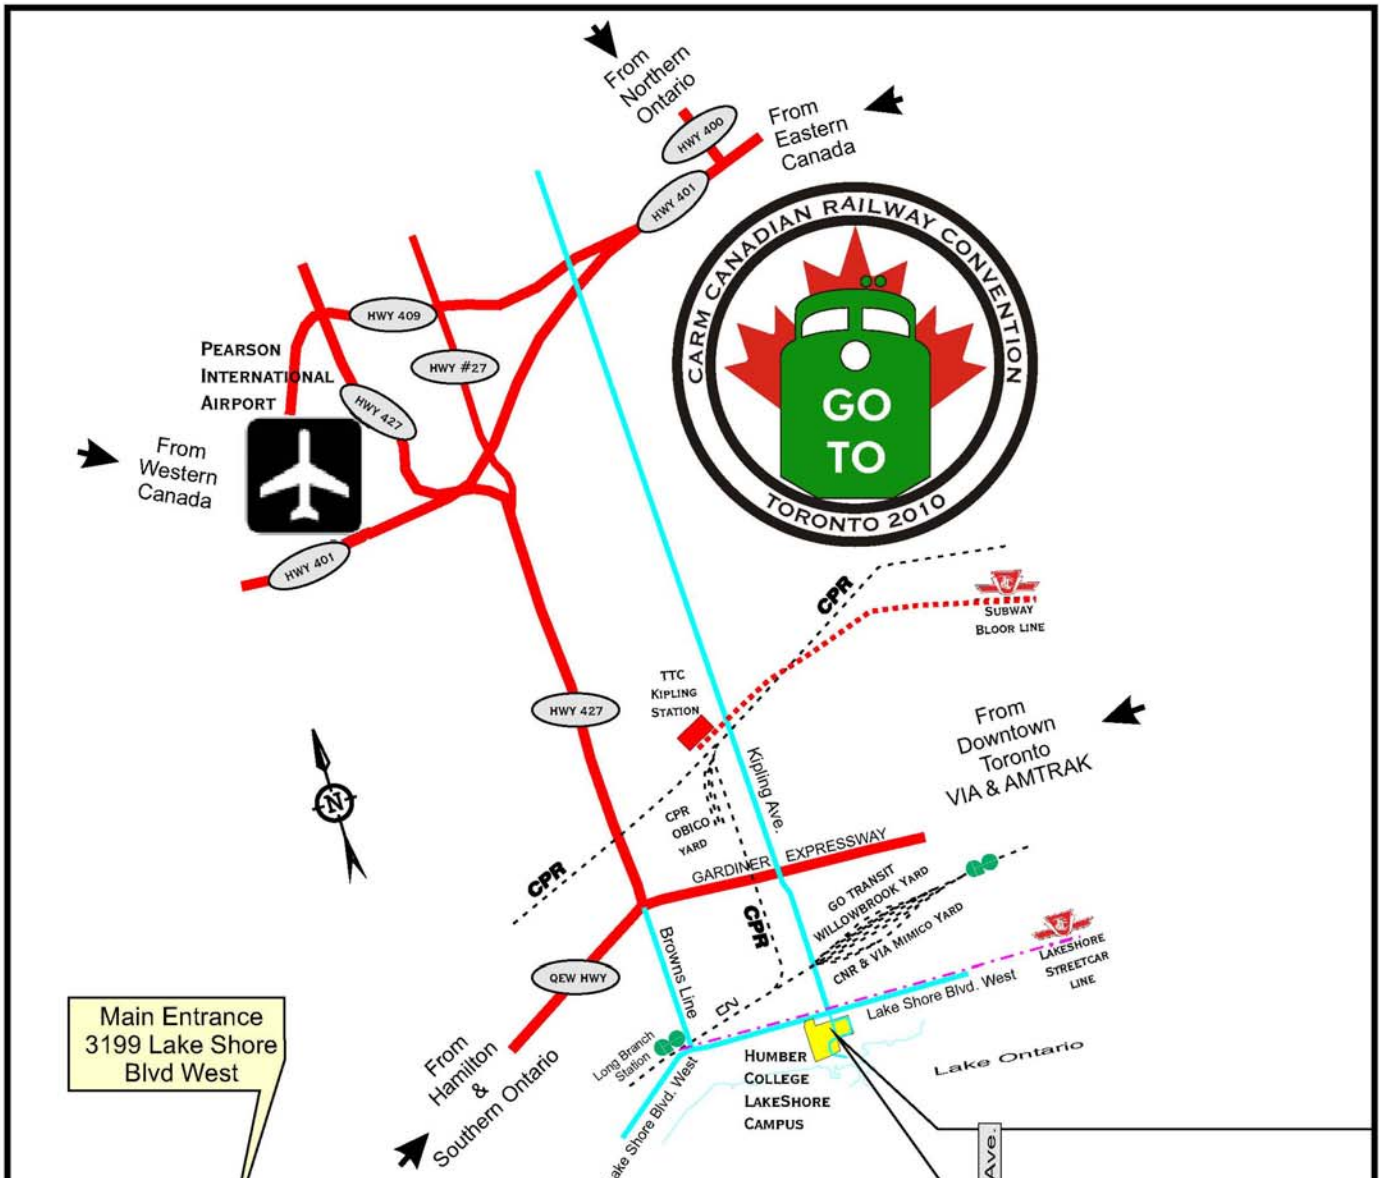 From
Northern
Ontario
HWY 400
From
Eastern
Canada
HWY 401
CARM CANADIAN RAILWAY CONVENTION
GO
TO
TORONTO 2010
HWY 409
HWY #27
PEARSON
INTERNATIONAL
AIRPORT
HWY 427
From
Western
Canada
HWY 401
CPR
SUBWAY
BLOOR LINE
TTC
KIPLING
STATION
HWY 427
From
Downtown
Toronto
VIA & AMTRAK
Kipling Ave.
N
CPR
OBICO
YARD
GARDINER EXPRESSWAY
CPR
GO TRANSIT
WILLOWBROOK YARD
CPR
CNR & VIA MIMICO YARD
Browns Line
QEW HWY
LAKESHORE
STREETCAR
LINE
Lake Shore Blvd. West
CN
Main Entrance
3199 Lake Shore
Blvd West
Long Branch
Station
From
Hamilton
&
Southern Ontario
HUMBER
COLLEGE
LAKESHORE
CAMPUS
Lake Ontario
ake Shore Blvd. West
Ave.